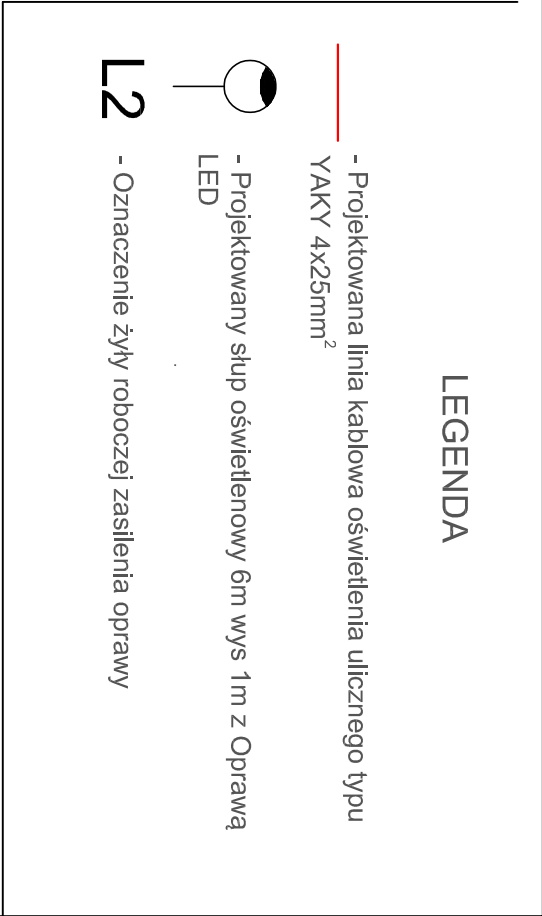 LEGENDA
- Projektowana linia kablowa oświetlenia ulicznego typu
YAKY 4x25mm²
- Projektowany słup oświetlenowy 6m wys 1m z Oprawą
LED
L2 - Oznaczenie żyły roboczej zasilenia oprawy